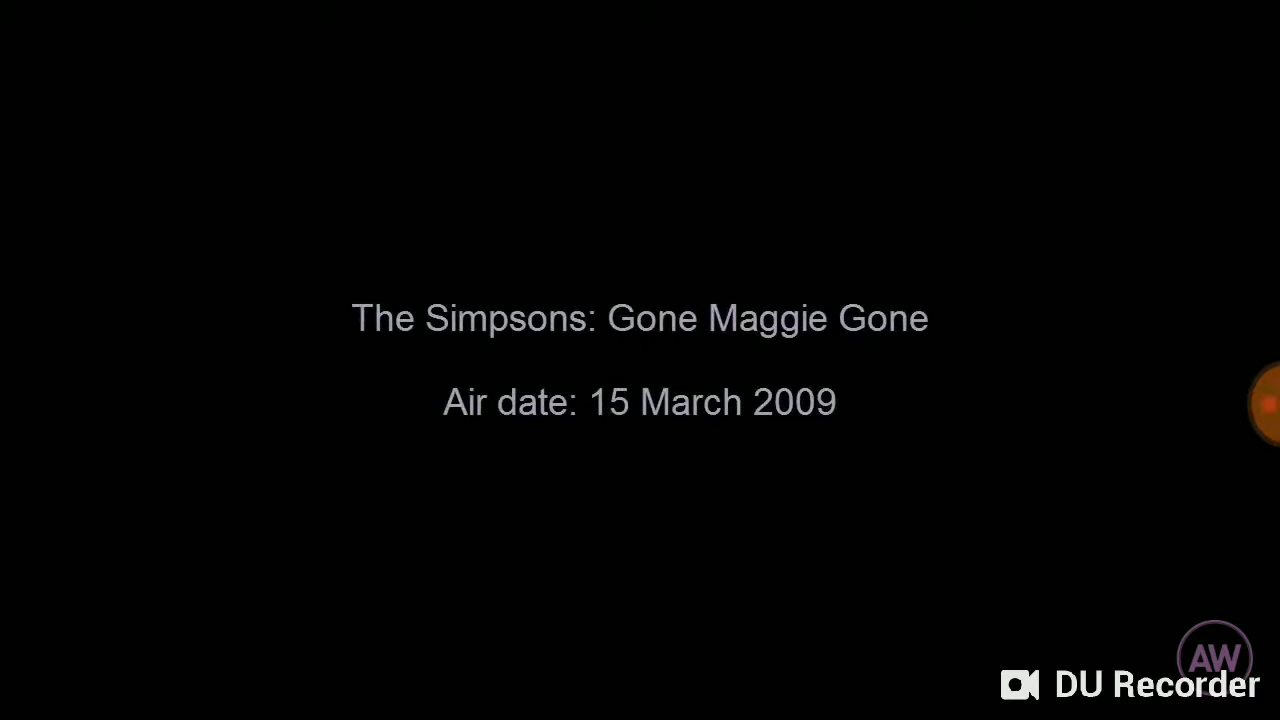 The Simpsons: Gone Maggie Gone
Air date: 15 March 2009
AW
DU Recorder